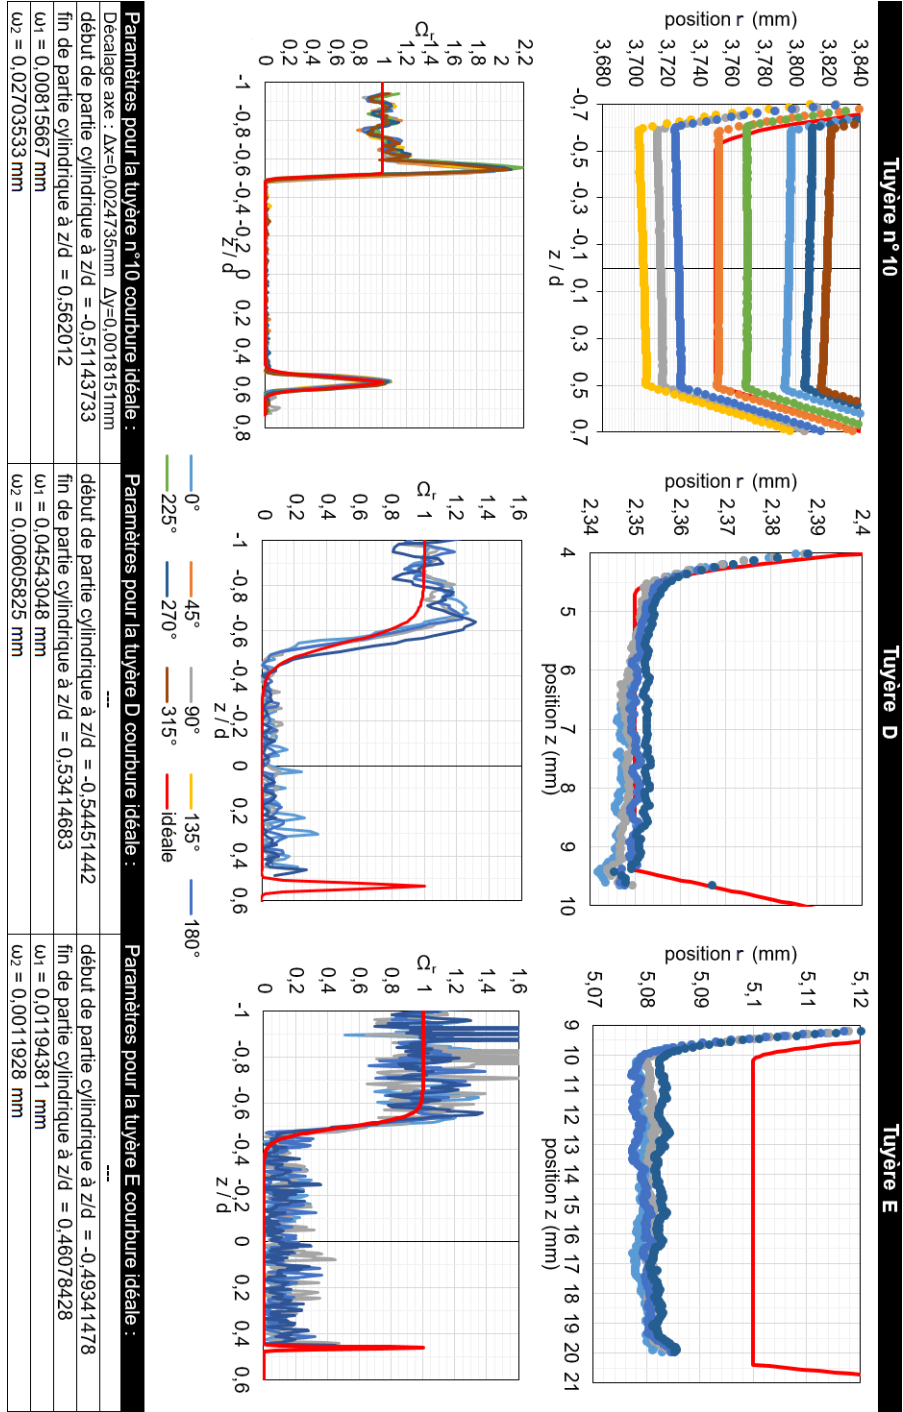 Tuyère n°10
Tuyère D
Tuyère E
position r (mm)
3,840
3,820
3,800
3,780
3,760
3,740
3,720
3,700
3,680
-0,7 -0,5 -0,3 -0,1 0,1 0,3 0,5 0,7
z / d
position r (mm)
2,4
2,39
2,38
2,37
2,36
2,35
2,34
4 5 6 7 8 9 10
position z (mm)
position r (mm)
5,12
5,11
5,1
5,09
5,08
5,07
9 10 11 12 13 14 15 16 17 18 19 20 21
position z (mm)
Ωr
2,2
2
1,8
1,6
1,4
1,2
1
0,8
0,6
0,4
0,2
0
-1 -0,8 -0,6 -0,4 -0,2 0 0,2 0,4 0,6 0,8
z / d
Ωr
1,6
1,4
1,2
1
0,8
0,6
0,4
0,2
0
-1 -0,8 -0,6 -0,4 -0,2 0 0,2 0,4 0,6
z / d
Ωr
1,6
1,4
1,2
1
0,8
0,6
0,4
0,2
0
-1 -0,8 -0,6 -0,4 -0,2 0 0,2 0,4 0,6
z / d
0° 45° 90° 135° 180°
225° 270° 315° idéale
Paramètres pour la tuyère n°10 courbure idéale :
Décalage axe : Δx=0,0024735mm Δy=0,0018151mm
début de partie cylindrique à z/d = -0,51143733
fin de partie cylindrique à z/d = 0,562012
ω₁ = 0,00815667 mm
ω₂ = 0,02703533 mm
Paramètres pour la tuyère D courbure idéale :
---
début de partie cylindrique à z/d = -0,54451442
fin de partie cylindrique à z/d = 0,53414683
ω₁ = 0,04543048 mm
ω₂ = 0,00605825 mm
Paramètres pour la tuyère E courbure idéale :
---
début de partie cylindrique à z/d = -0,49341478
fin de partie cylindrique à z/d = 0,46078428
ω₁ = 0,01194381 mm
ω₂ = 0,0011928 mm